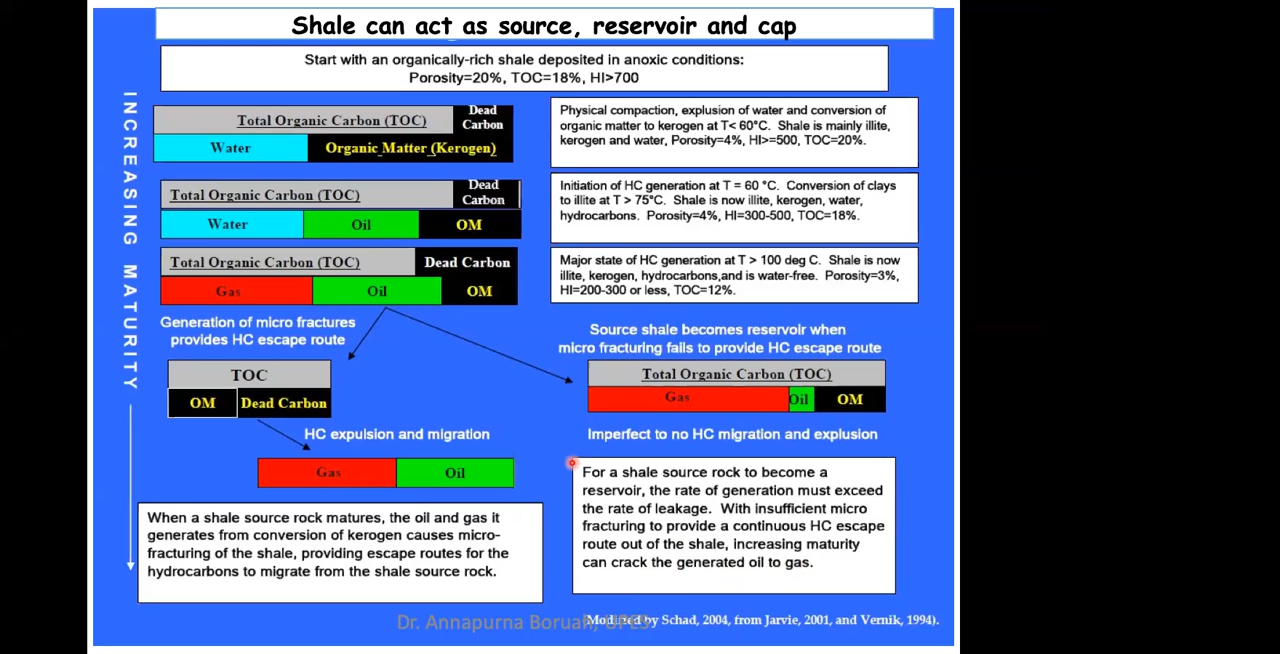 Shale can act as source, reservoir and cap
Start with an organically-rich shale deposited in anoxic conditions:
Porosity=20%, TOC=18%, HI>700
INCREASING MATURITY
Total Organic Carbon (TOC)
Dead
Carbon
Water
Organic Matter (Kerogen)
Physical compaction, explusion of water and conversion of
organic matter to kerogen at T< 60°C. Shale is mainly illite,
kerogen and water, Porosity=4%, HI>=500, TOC=20%.
Total Organic Carbon (TOC)
Dead
Carbon
Water
Oil
OM
Initiation of HC generation at T = 60 °C. Conversion of clays
to illite at T > 75°C. Shale is now illite, kerogen, water,
hydrocarbons. Porosity=4%, HI=300-500, TOC=18%.
Total Organic Carbon (TOC)
Dead Carbon
Gas
Oil
OM
Major state of HC generation at T > 100 deg C. Shale is now
illite, kerogen, hydrocarbons,and is water-free. Porosity=3%,
HI=200-300 or less, TOC=12%.
Generation of micro fractures
provides HC escape route
Source shale becomes reservoir when
micro fracturing fails to provide HC escape route
TOC
OM
Dead Carbon
Total Organic Carbon (TOC)
Gas
Oil
OM
HC expulsion and migration
Imperfect to no HC migration and explusion
Gas
Oil
When a shale source rock matures, the oil and gas it
generates from conversion of kerogen causes micro-
fracturing of the shale, providing escape routes for the
hydrocarbons to migrate from the shale source rock.
For a shale source rock to become a
reservoir, the rate of generation must exceed
the rate of leakage. With insufficient micro
fracturing to provide a continuous HC escape
route out of the shale, increasing maturity
can crack the generated oil to gas.
Dr. Annapurna Boruah, UPES
Modified by Schad, 2004, from Jarvie, 2001, and Vernik, 1994).